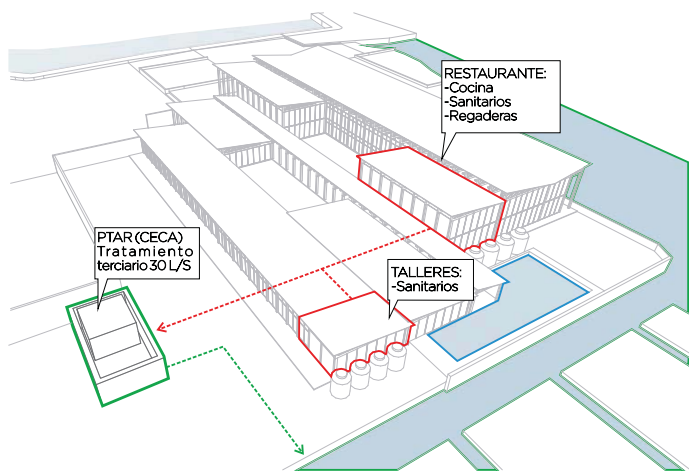 RESTAURANTE:
-Cocina
-Sanitarios
-Regaderas
PTAR (CECA)
Tratamiento
terciario 30 L/S
TALLERES:
-Sanitarios